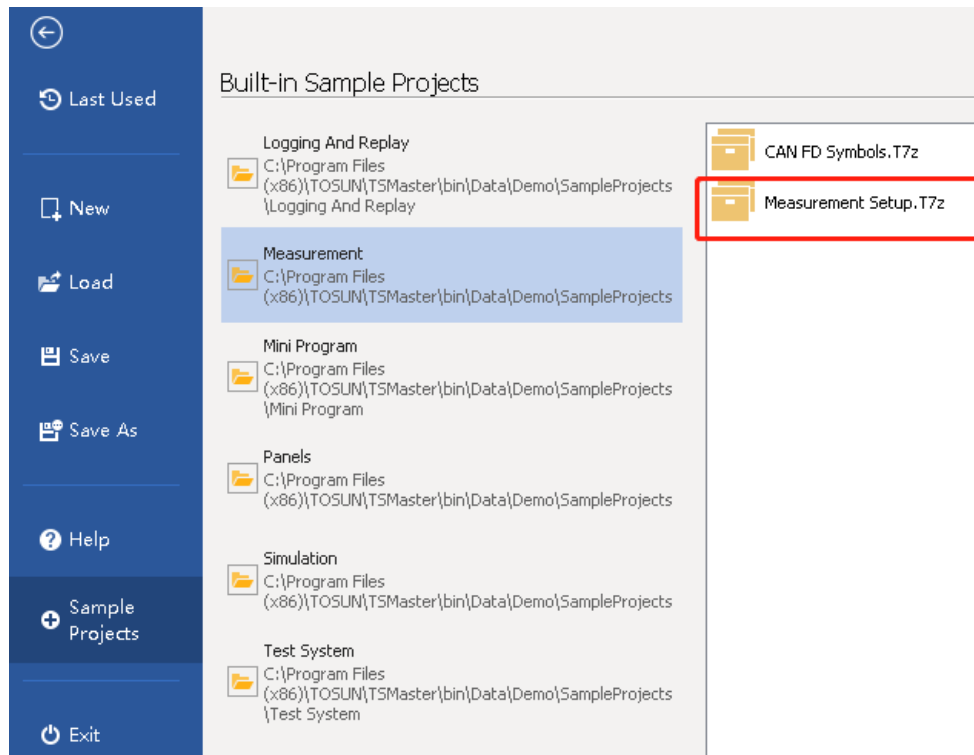 Last Used
New
Load
Save
Save As
Help
Sample
Projects
Exit
Built-in Sample Projects
Logging And Replay
C:\Program Files
(x86)\TOSUN\TSMaster\bin\Data\Demo\SampleProjects
\Logging And Replay
Measurement
C:\Program Files
(x86)\TOSUN\TSMaster\bin\Data\Demo\SampleProjects
Mini Program
C:\Program Files
(x86)\TOSUN\TSMaster\bin\Data\Demo\SampleProjects
\Mini Program
Panels
C:\Program Files
(x86)\TOSUN\TSMaster\bin\Data\Demo\SampleProjects
Simulation
C:\Program Files
(x86)\TOSUN\TSMaster\bin\Data\Demo\SampleProjects
Test System
C:\Program Files
(x86)\TOSUN\TSMaster\bin\Data\Demo\SampleProjects
\Test System
CAN FD Symbols.T7z
Measurement Setup.T7z